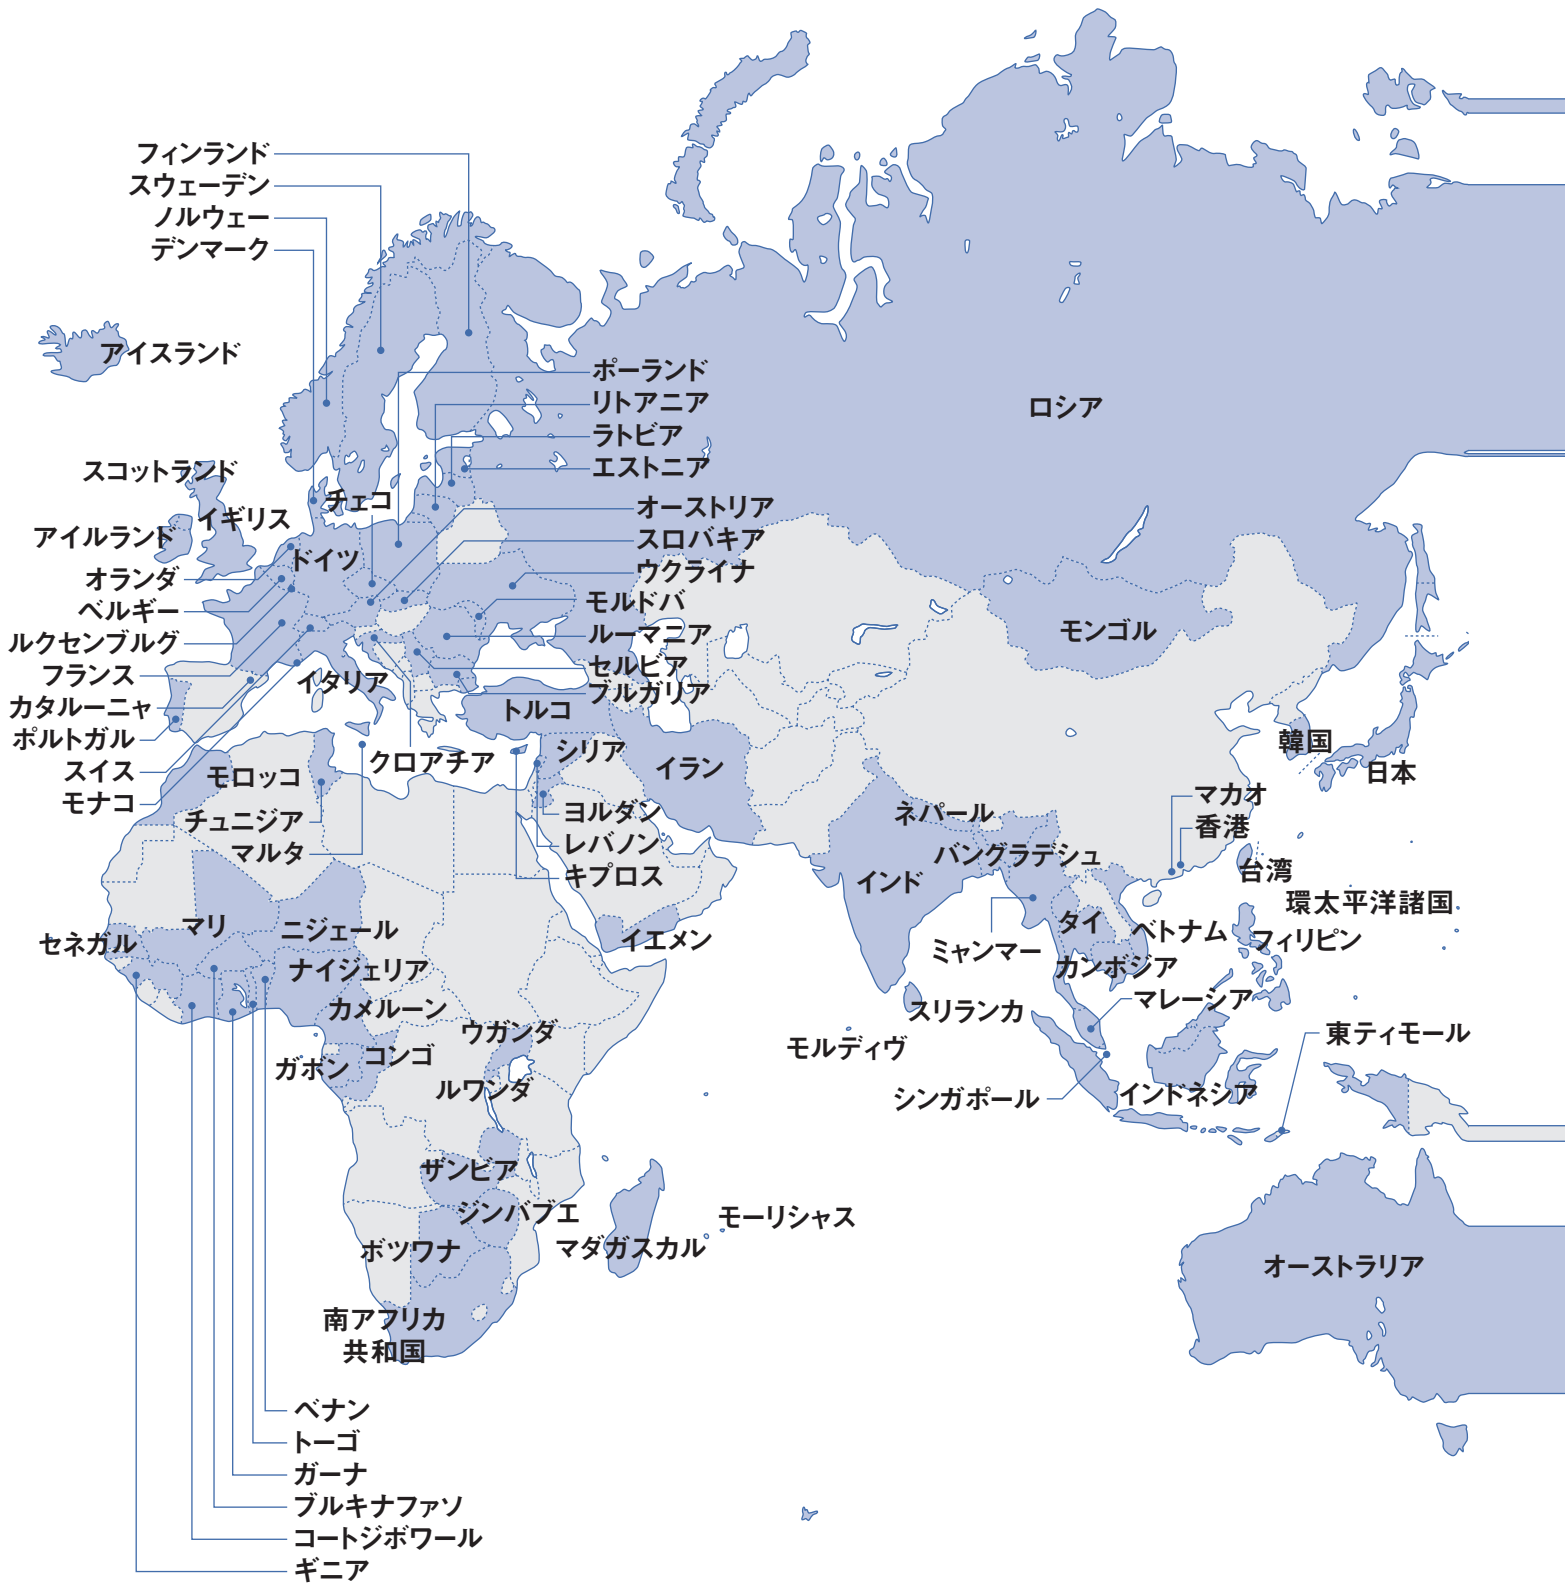 フィンランド
スウェーデン
ノルウェー
デンマーク
アイスランド
ポーランド
リトアニア
ラトビア
エストニア
ロシア
スコットランド
チェコ
イギリス
アイルランド
オーストリア
スロバキア
ドイツ
オランダ
ウクライナ
ベルギー
モルドバ
ルクセンブルグ
ルーマニア
モンゴル
フランス
セルビア
イタリア
ブルガリア
カタルーニャ
トルコ
ポルトガル
スイス
モナコ
クロアチア
シリア
イラン
韓国
日本
モロッコ
チュニジア
マルタ
ヨルダン
レバノン
キプロス
ネパール
マカオ
香港
バングラデシュ
インド
台湾
環太平洋諸国
セネガル
マリ
ニジェール
イエメン
ミャンマー
タイ
ベトナム
フィリピン
ナイジェリア
カンボジア
カメルーン
スリランカ
マレーシア
ウガンダ
コンゴ
ガボン
モルディヴ
東ティモール
ルワンダ
シンガポール
インドネシア
ザンビア
ジンバブエ
モーリシャス
ボツワナ
マダガスカル
オーストラリア
南アフリカ
共和国
ベナン
トーゴ
ガーナ
ブルキナファソ
コートジボワール
ギニア